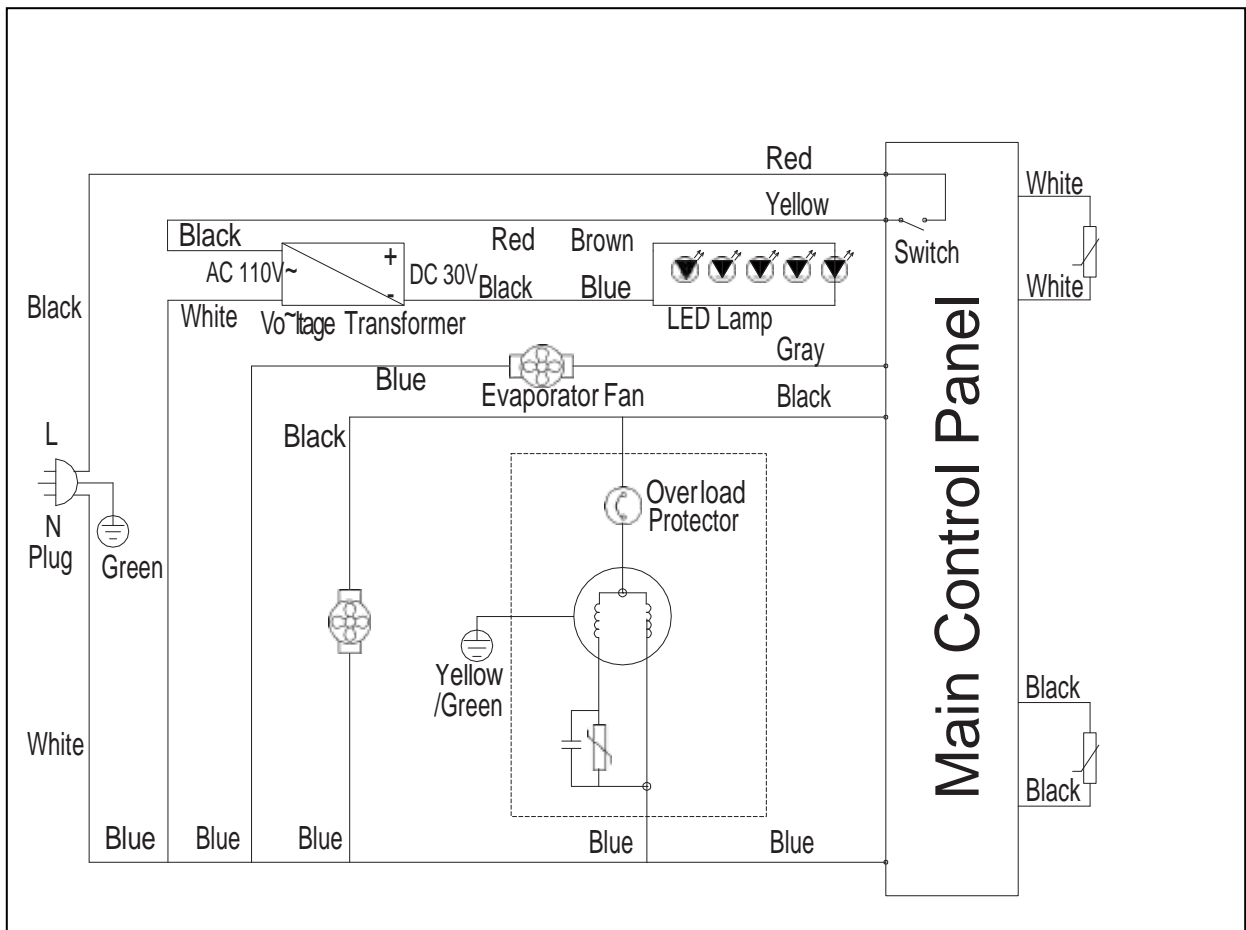 Red
White
Yellow
Black
Red
Brown
Switch
AC 110V~
+
-
DC 30V
Black
Blue
White
Black
White
Vo~ltage Transformer
LED Lamp
Gray
Blue
Evaporator Fan
Black
Black
L
Overload
Protector
N
Plug
Green
Main Control Panel
Yellow
/Green
Black
White
Black
Blue
Blue
Blue
Blue
Blue